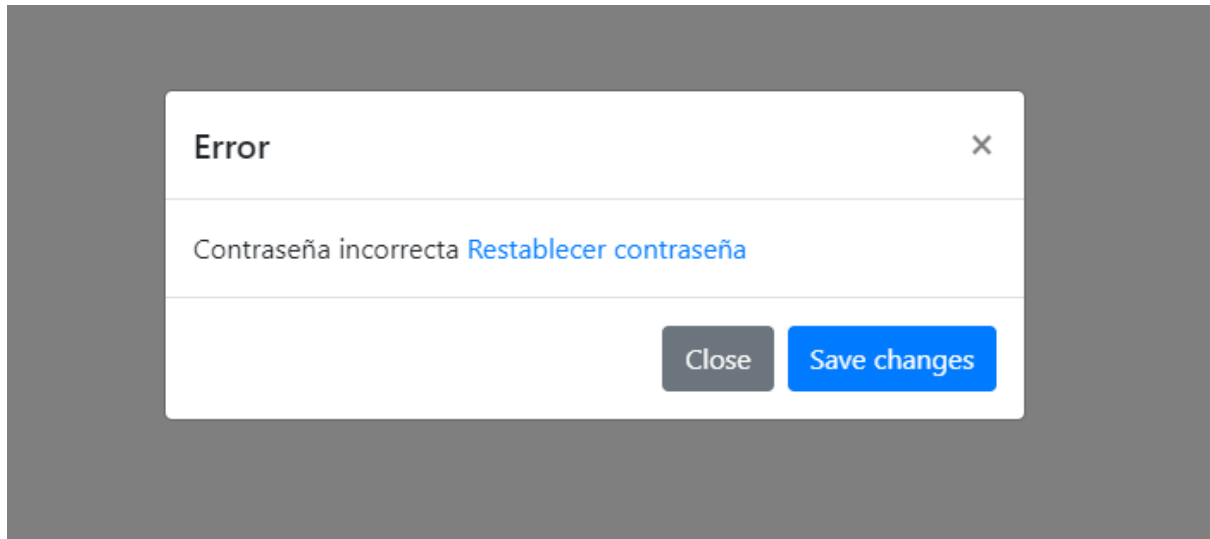 Error ×
Contraseña incorrecta Restablecer contraseña
Close Save changes